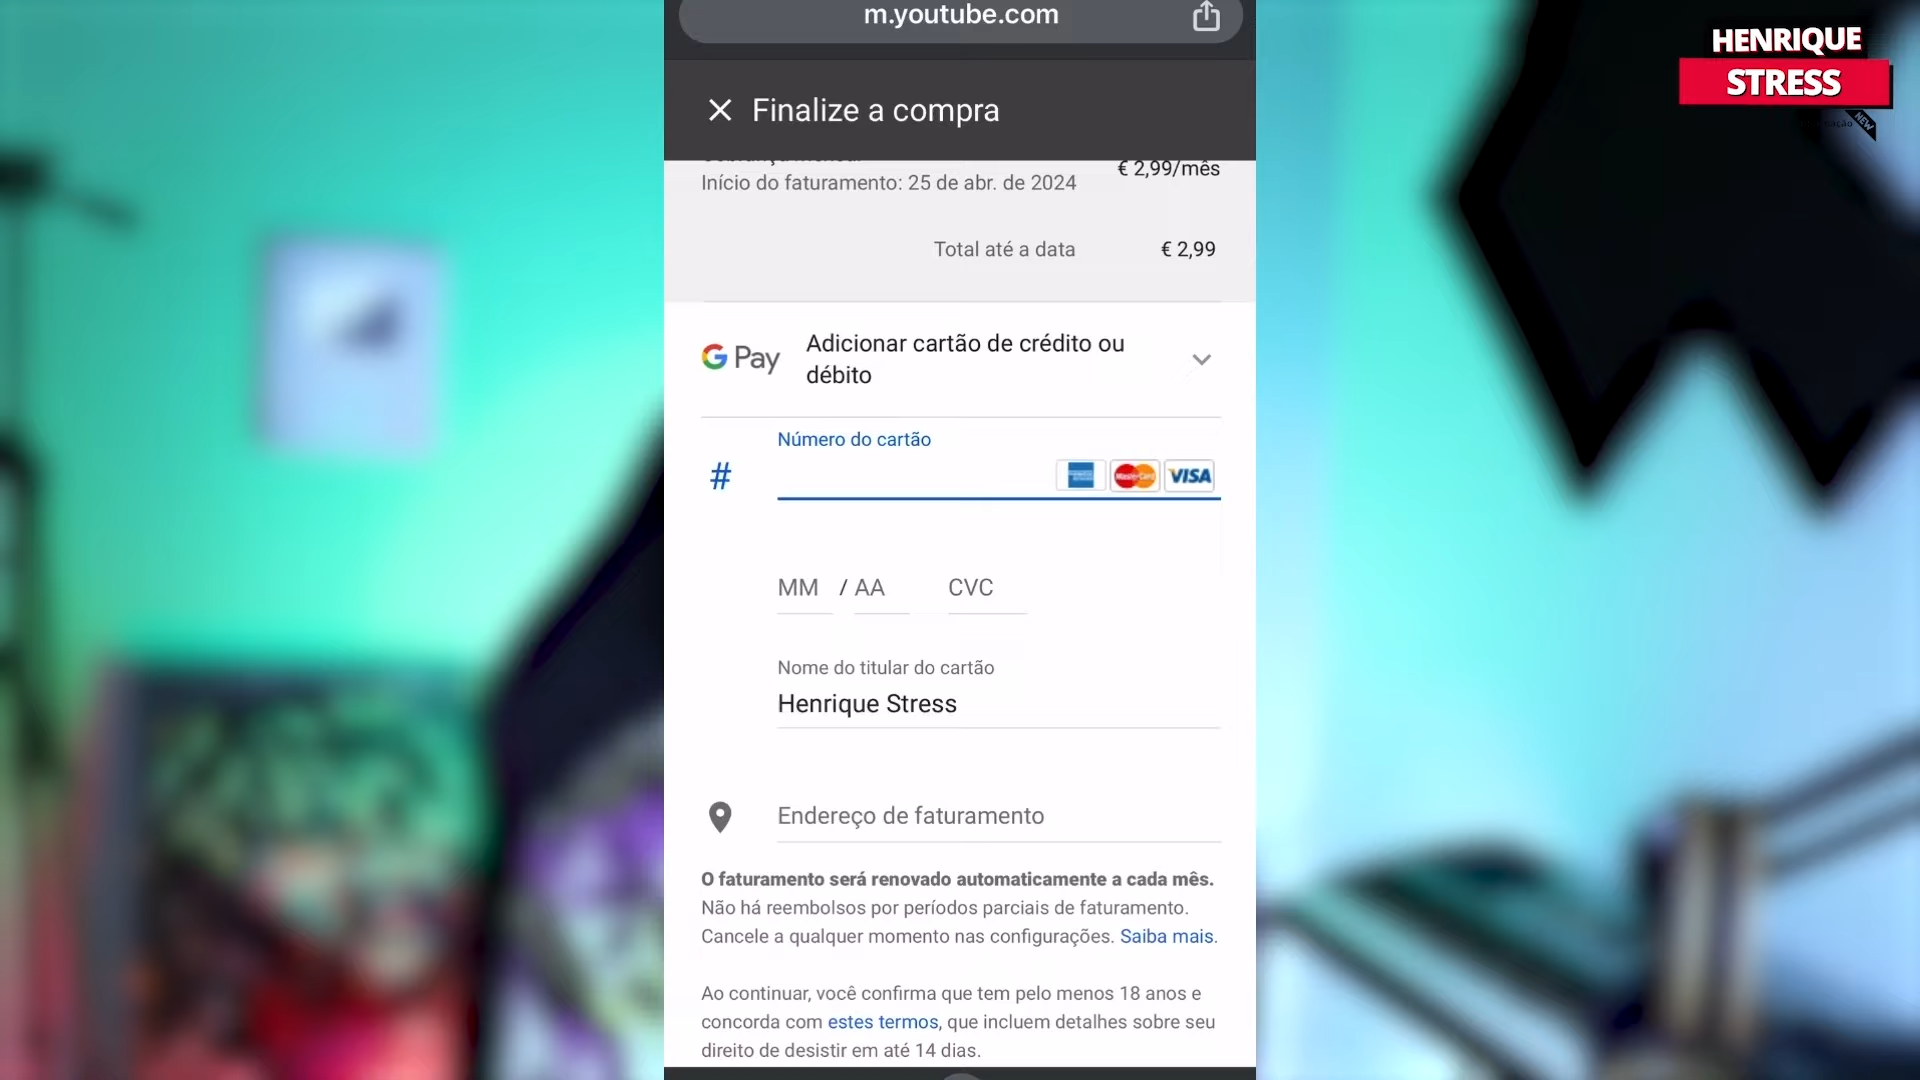 m.youtube.com
HENRIQUE
STRESS
NEW
Finalize a compra
€ 2,99/mês
Início do faturamento: 25 de abr. de 2024
Total até a data € 2,99
G Pay
Adicionar cartão de crédito ou
débito
Número do cartão
#
MasterCard
VISA
MM / AA CVC
Nome do titular do cartão
Henrique Stress
Endereço de faturamento
O faturamento será renovado automaticamente a cada mês.
Não há reembolsos por períodos parciais de faturamento.
Cancele a qualquer momento nas configurações. Saiba mais.
Ao continuar, você confirma que tem pelo menos 18 anos e
concorda com estes termos, que incluem detalhes sobre seu
direito de desistir em até 14 dias.